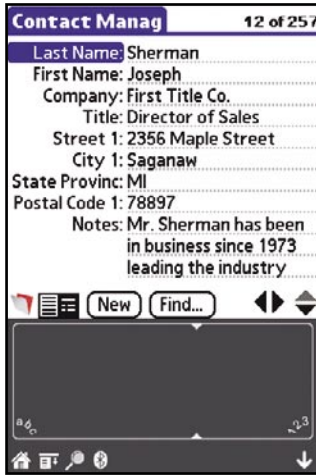 Contact Manag 12 of 257
Last Name: Sherman
First Name: Joseph
Company: First Title Co.
Title: Director of Sales
Street 1: 2356 Maple Street
City 1: Saganaw
State Provinc: MI
Postal Code 1: 78897
Notes: Mr. Sherman has been
in business since 1973
leading the industry
New Find...
abc 123